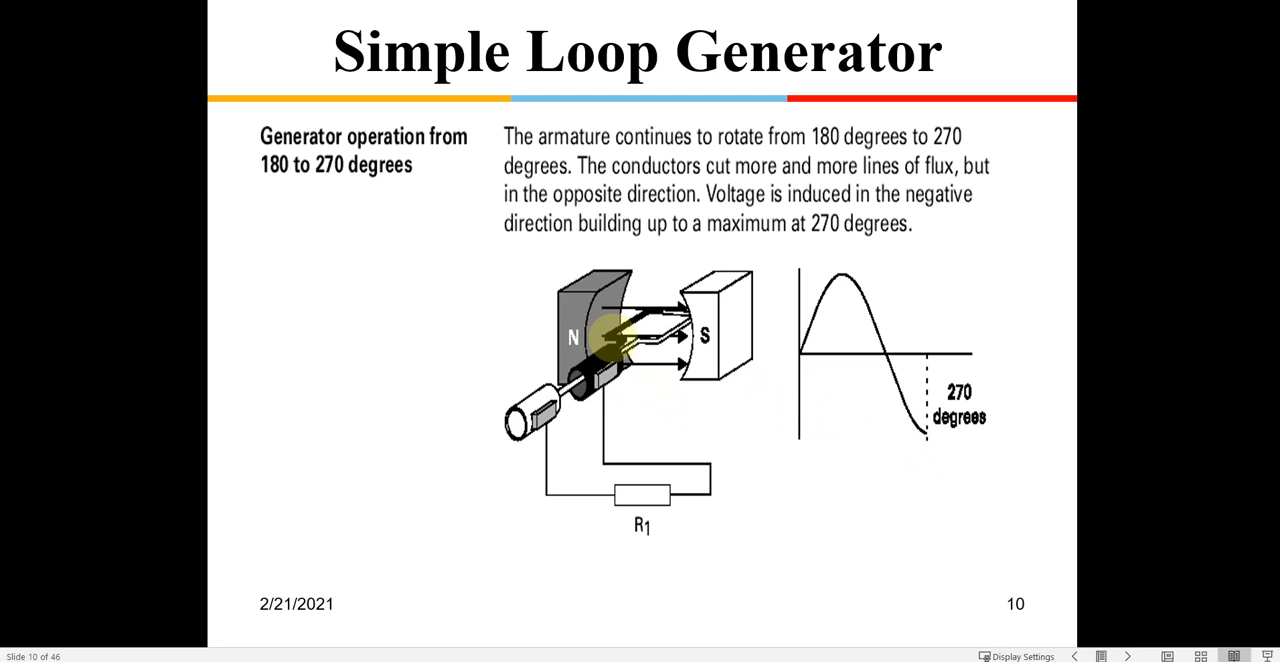 Simple Loop Generator
Generator operation from
180 to 270 degrees
The armature continues to rotate from 180 degrees to 270
degrees. The conductors cut more and more lines of flux, but
in the opposite direction. Voltage is induced in the negative
direction building up to a maximum at 270 degrees.
N
S
270
degrees
R1
2/21/2021
10
Slide 10 of 46
Display Settings